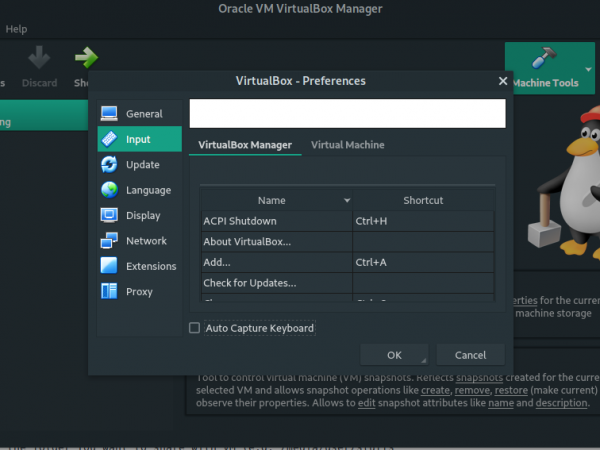 Oracle VM VirtualBox Manager
Help
s Discard Sh
Machine Tools
ng
VirtualBox - Preferences
General
Input
Update
Language
Display
Network
Extensions
Proxy
VirtualBox Manager Virtual Machine
Name Shortcut
ACPI Shutdown Ctrl+H
About VirtualBox...
Add... Ctrl+A
Check for Updates...
Auto Capture Keyboard
OK Cancel
erties for the curren
machine storage
Tool to control virtual machine (VM) snapshots. Reflects snapshots created for the curre
selected VM and allows snapshot operations like create, remove, restore (make current)
observe their properties. Allows to edit snapshot attributes like name and description.